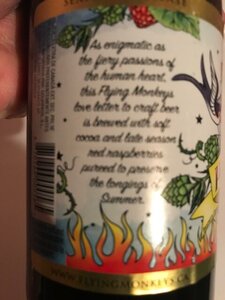 As enigmatic as
the fiery passions of
the human heart,
this Flying Monkeys
love letter to craft beer
is brewed with soft
cocoa and late season
red raspberries
pureed to preserve
the longings of
Summer.
WWW.FLYINGMONKEYS.CA